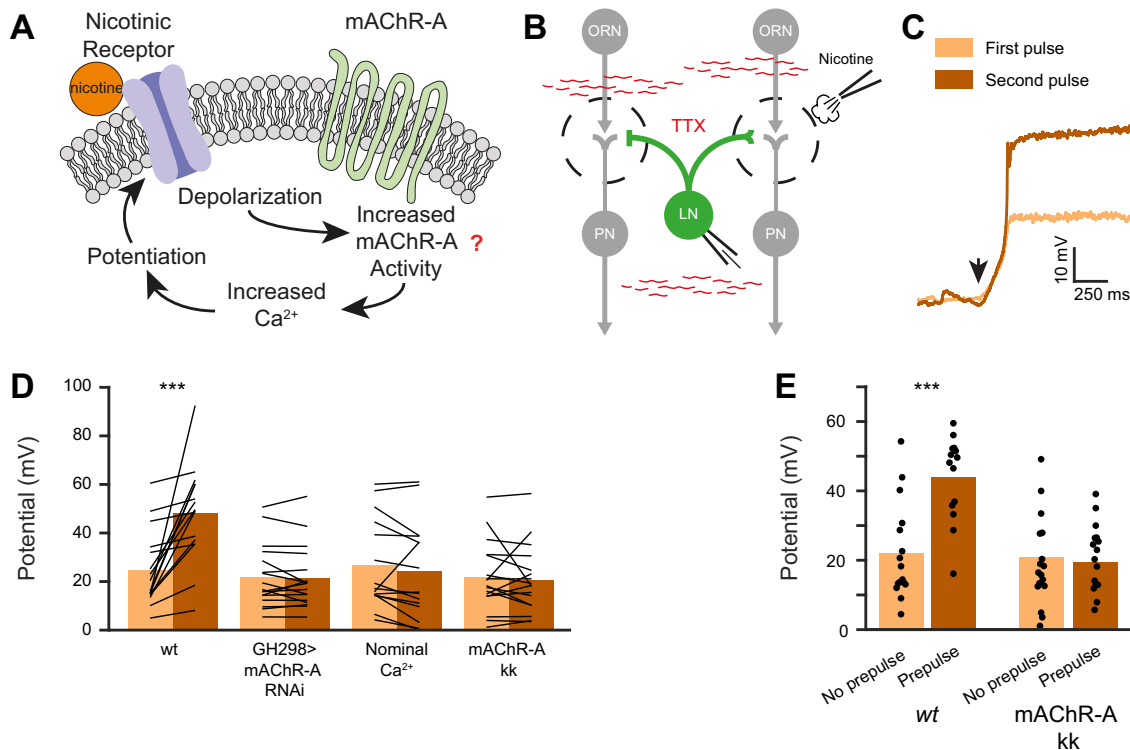 A
Nicotinic
Receptor
nicotine
mAChR-A
Depolarization
Increased
mAChR-A ?
Activity
Potentiation
Increased
Ca²⁺
B
ORN
ORN
Nicotine
TTX
LN
PN
PN
C
First pulse
Second pulse
10 mV
250 ms
D
Potential (mV)
100
80
60
40
20
0
***
wt
GH298>
mAChR-A
RNAi
Nominal
Ca²⁺
mAChR-A
kk
E
Potential (mV)
60
40
20
0
***
No prepulse
Prepulse
No prepulse
Prepulse
wt
mAChR-A
kk